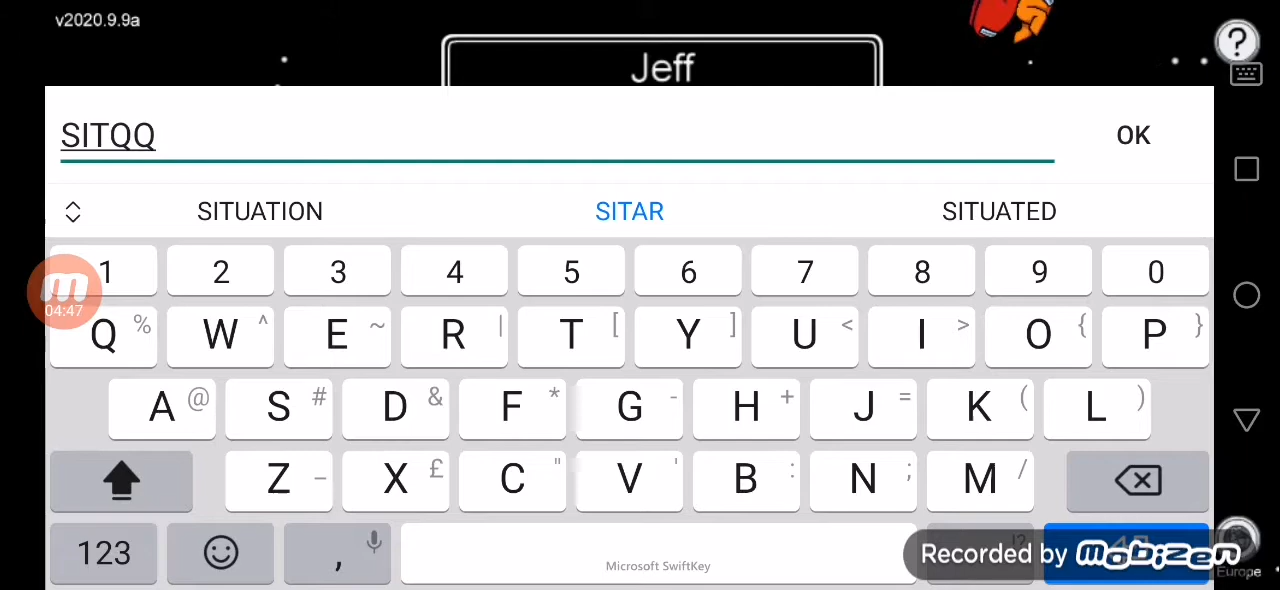 v2020.9.9a
Jeff
?
SITQQ
OK
SITUATION SITAR SITUATED
1 2 3 4 5 6 7 8 9 0
Q % W ^ E ~ R | T [ Y ] U < I > O { P }
A @ S # D & F * G - H + J = K ( L )
Z _ X £ C " V ' B : N ; M /
123 , Microsoft SwiftKey !?
04:47
Recorded by mobizen
Europe